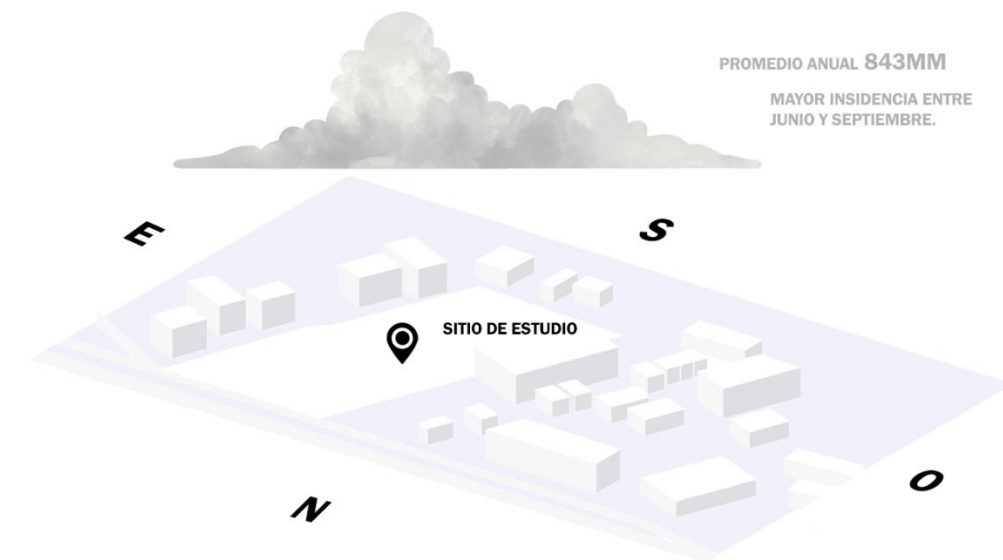 PROMEDIO ANUAL 843MM
MAYOR INSIDENCIA ENTRE
JUNIO Y SEPTIEMBRE.
E
S
SITIO DE ESTUDIO
O
N